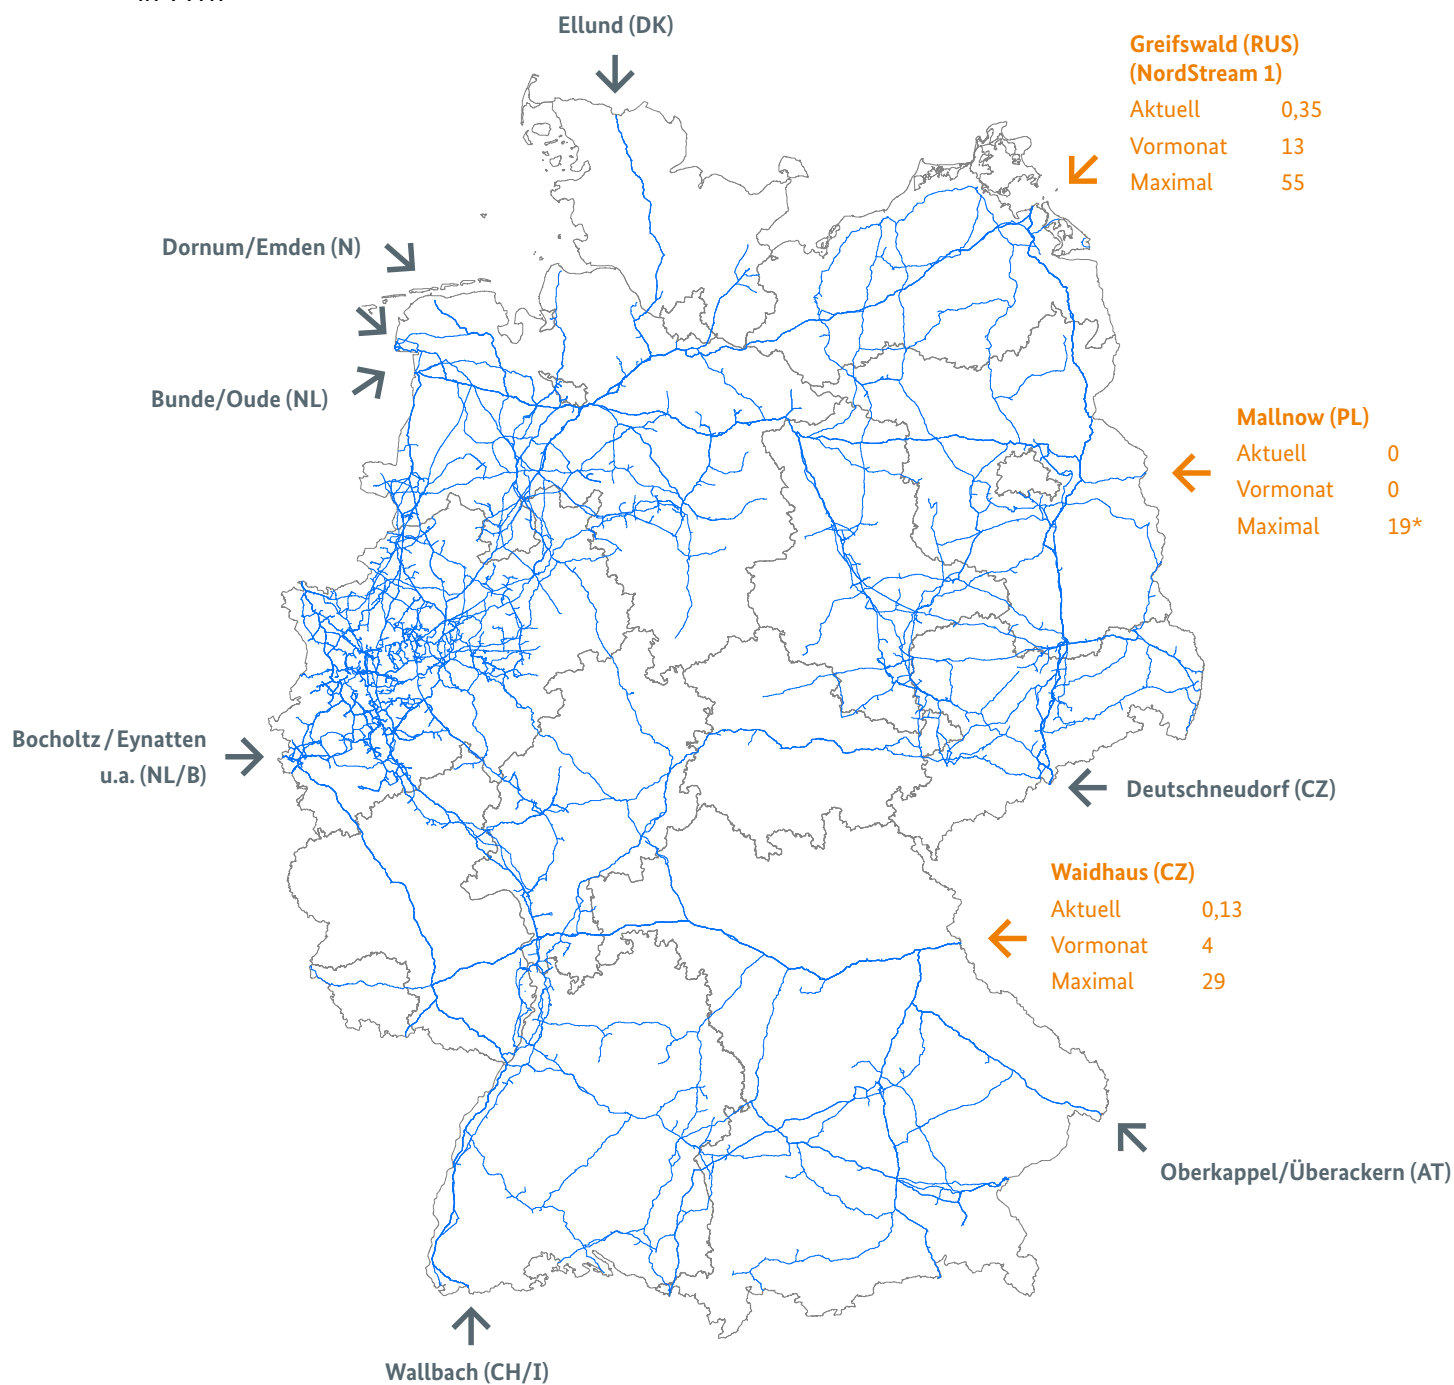 Ellund (DK)
Greifswald (RUS)
(NordStream 1)
Aktuell 0,35
Vormonat 13
Maximal 55
Dornum/Emden (N)
Bunde/Oude (NL)
Mallnow (PL)
Aktuell 0
Vormonat 0
Maximal 19*
Bocholtz / Eynatten
u.a. (NL/B)
Deutschneudorf (CZ)
Waidhaus (CZ)
Aktuell 0,13
Vormonat 4
Maximal 29
Oberkappel/Überackern (AT)
Wallbach (CH/I)